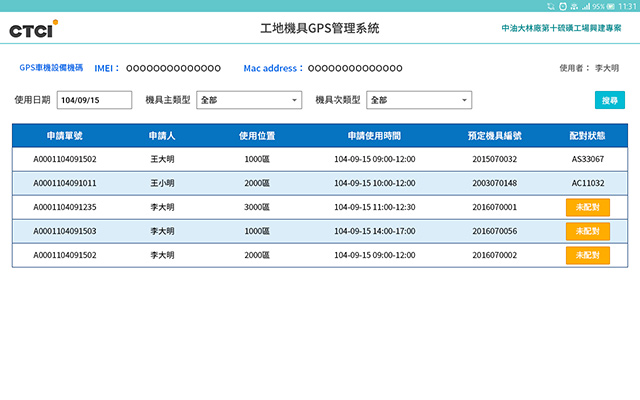 95% 11:31
CTCI 工地機具GPS管理系統 中油大林廠第十硫磺工場興建專案
GPS車機設備機碼 IMEI： OOOOOOOOOOOOOO Mac address： OOOOOOOOOOOOOO 使用者： 李大明
使用日期 104/09/15 機具主類型 全部 機具次類型 全部 搜尋
申請單號 申請人 使用位置 申請使用時間 預定機具編號 配對狀態
A0001104091502 王大明 1000區 104-09-15 09:00-12:00 2015070032 AS33067
A0001104091011 王小明 2000區 104-09-15 10:00-12:00 2003070148 AC11032
A0001104091235 李大明 3000區 104-09-15 11:00-12:30 2016070001 未配對
A0001104091503 李大明 1000區 104-09-15 14:00-17:00 2016070056 未配對
A0001104091502 李大明 2000區 104-09-15 09:00-12:00 2016070002 未配對